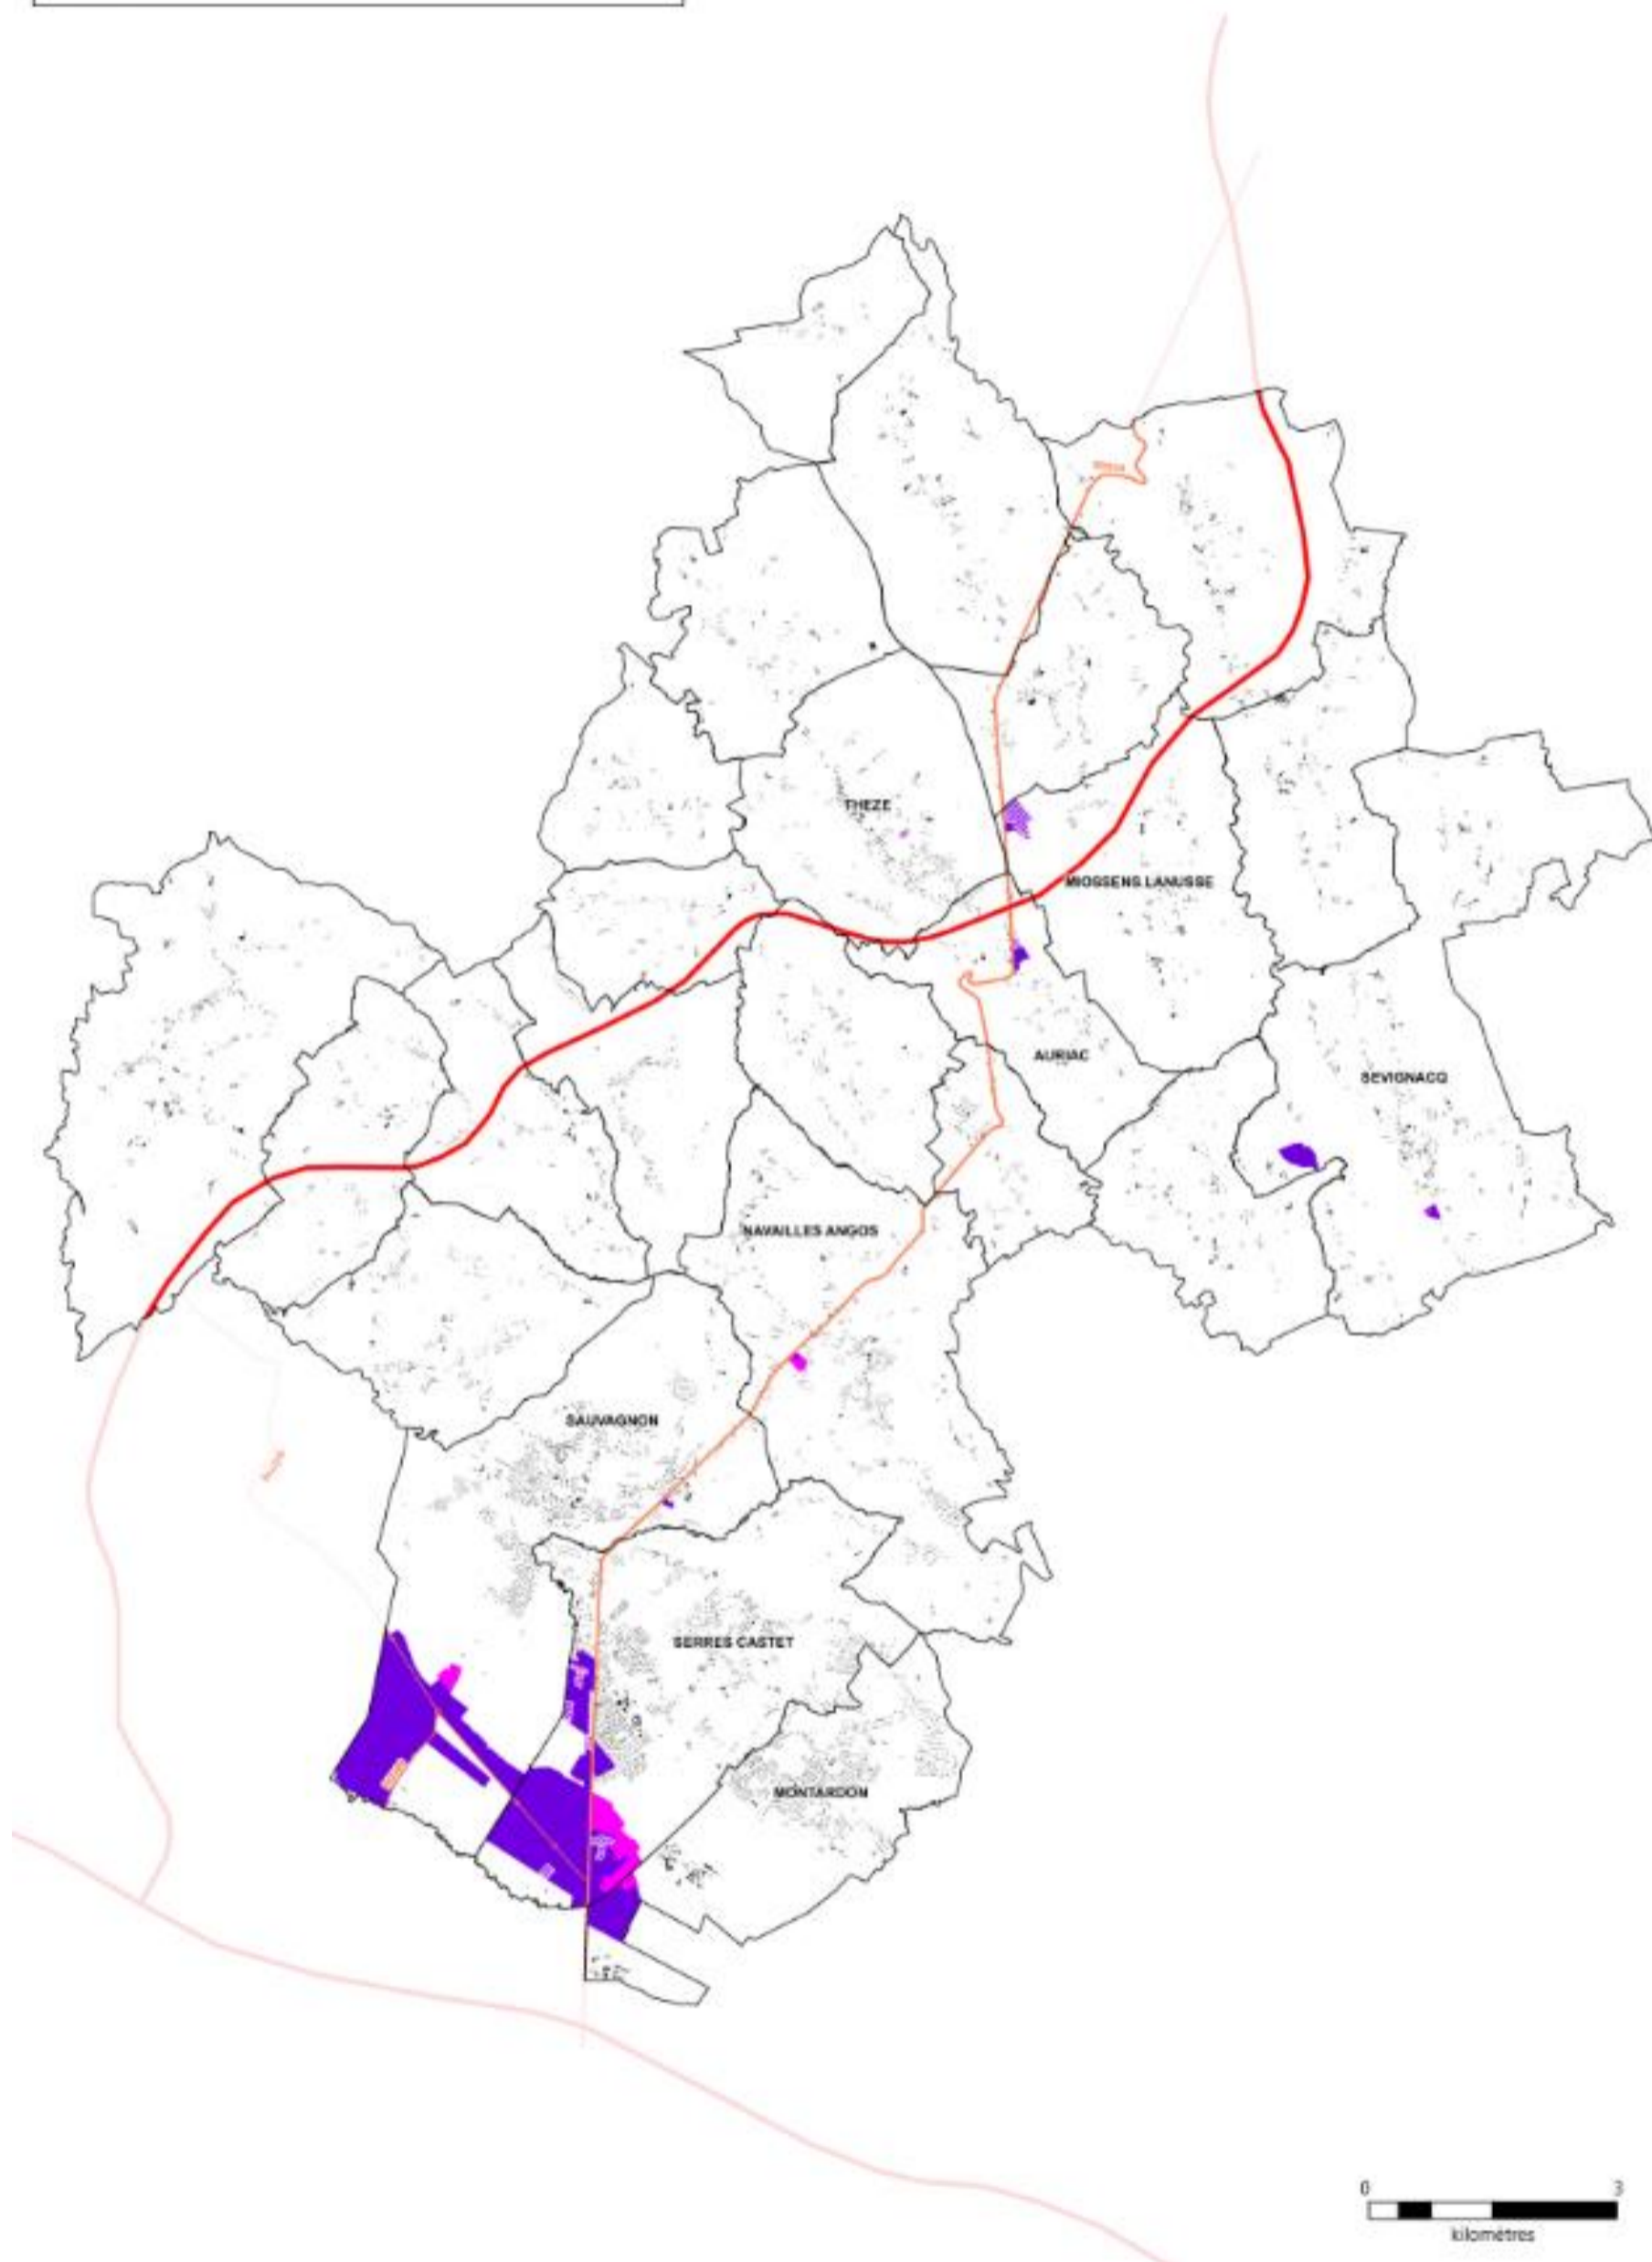 THEZE
MIOSSENS LANUSSE
AURIAC
SEVIGNACQ
NAVAILLES ANGOS
SAUVAGNON
SERRES CASTET
MONTARDON
0 3
kilomètres